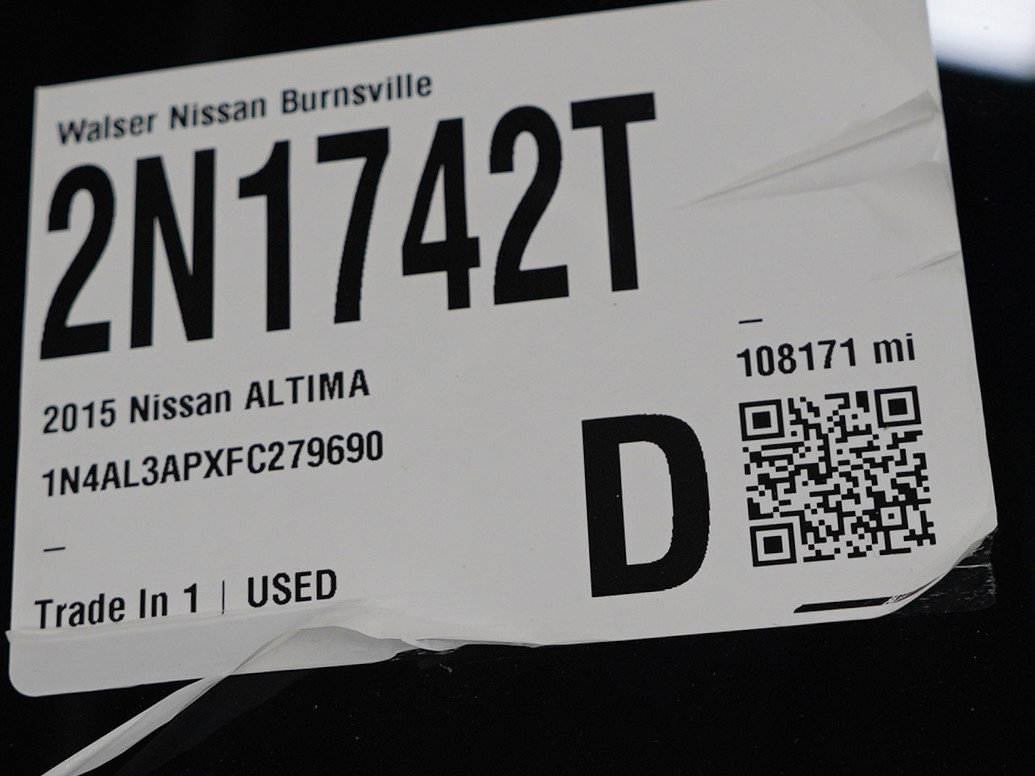 Walser Nissan Burnsville
2N1742T
–
108171 mi
2015 Nissan ALTIMA
1N4AL3APXFC279690
D
–
Trade In 1 | USED